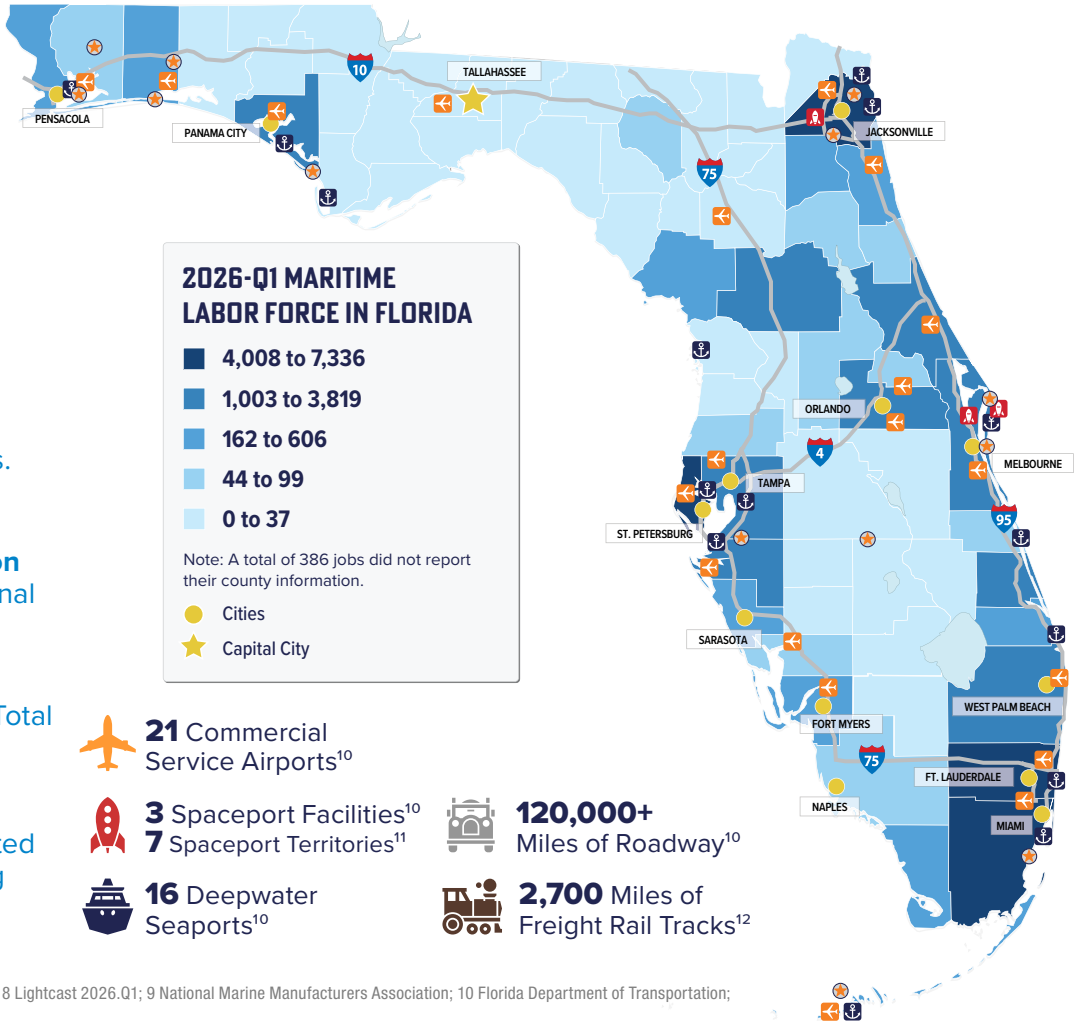 10
TALLAHASSEE
PENSACOLA
PANAMA CITY
JACKSONVILLE
75
2026-Q1 MARITIME
LABOR FORCE IN FLORIDA
4,008 to 7,336
1,003 to 3,819
162 to 606
44 to 99
0 to 37
Note: A total of 386 jobs did not report
their county information.
Cities
Capital City
ORLANDO
4
MELBOURNE
TAMPA
95
ST. PETERSBURG
SARASOTA
WEST PALM BEACH
FORT MYERS
75
FT. LAUDERDALE
NAPLES
MIAMI
s.
on
nal
Total
ted
g
21 Commercial
Service Airports¹⁰
3 Spaceport Facilities¹⁰
7 Spaceport Territories¹¹
16 Deepwater
Seaports¹⁰
120,000+
Miles of Roadway¹⁰
2,700 Miles of
Freight Rail Tracks¹²
8 Lightcast 2026.Q1; 9 National Marine Manufacturers Association; 10 Florida Department of Transportation;